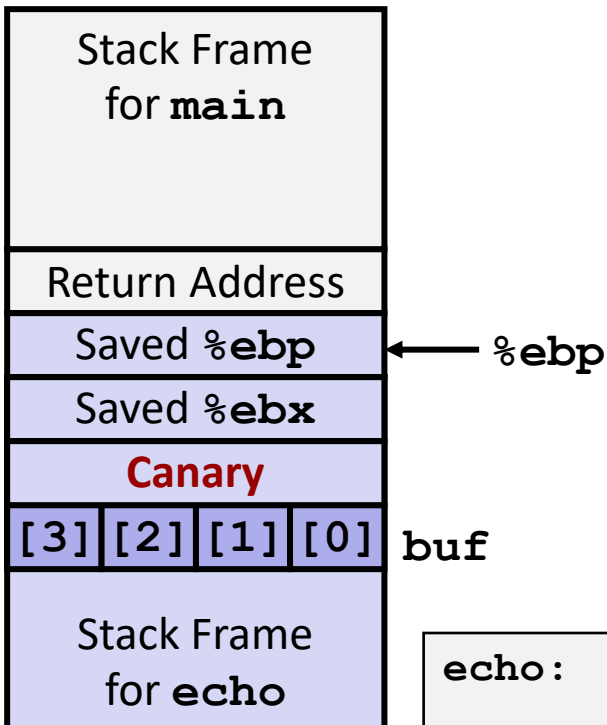 Stack Frame
for main
Return Address
Saved %ebp
%ebp
Saved %ebx
Canary
[3] [2] [1] [0] buf
Stack Frame
for echo
echo: